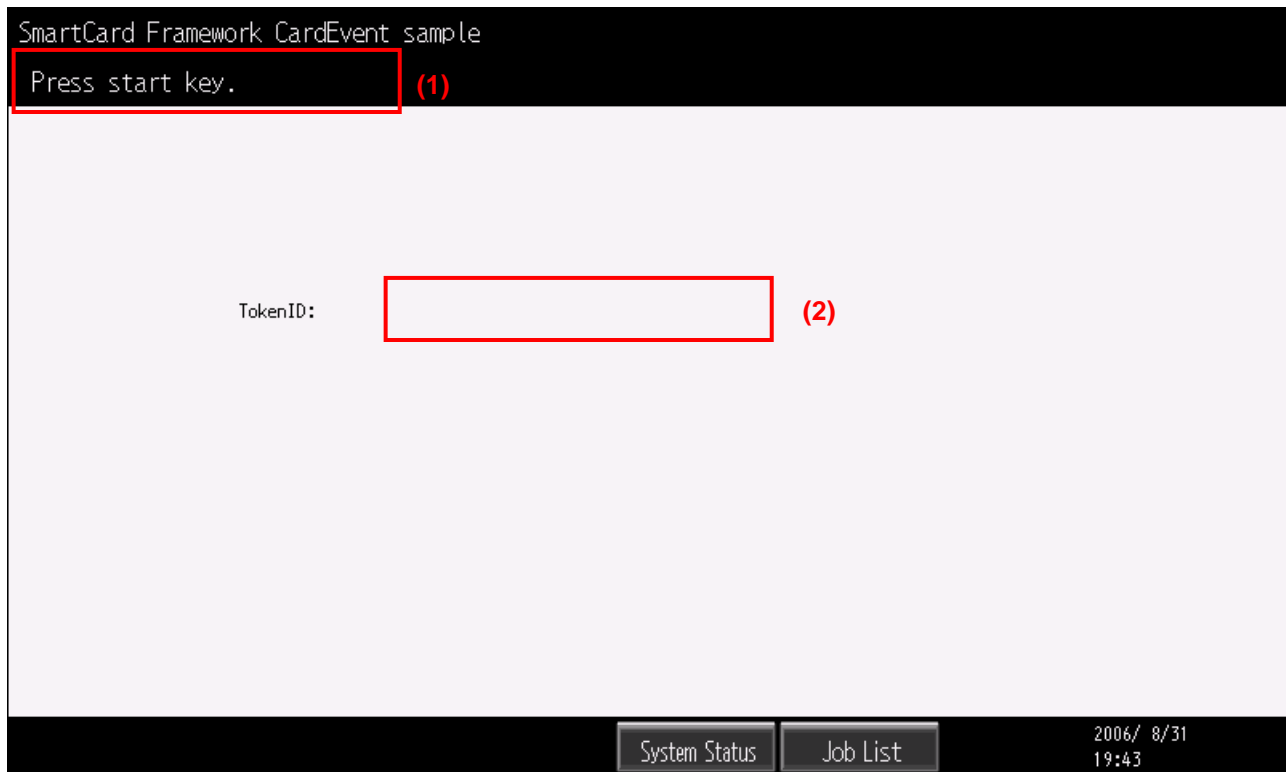 SmartCard Framework CardEvent sample
Press start key.
(1)
TokenID:
(2)
System Status
Job List
2006/ 8/31
19:43